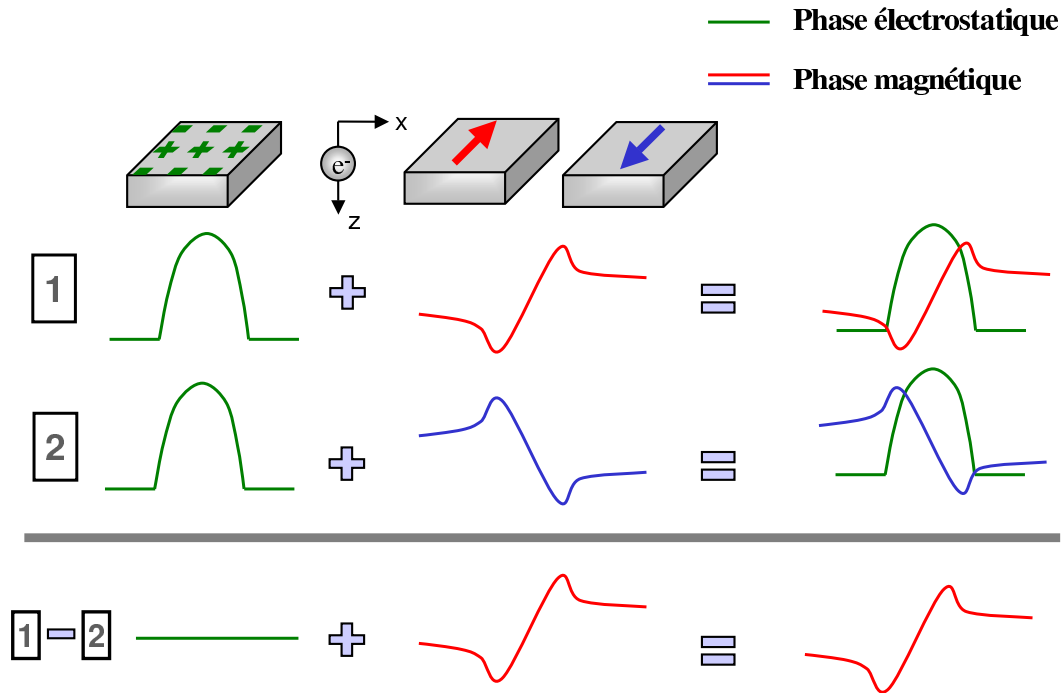 Phase électrostatique
Phase magnétique
x
e-
z
1
2
1 2